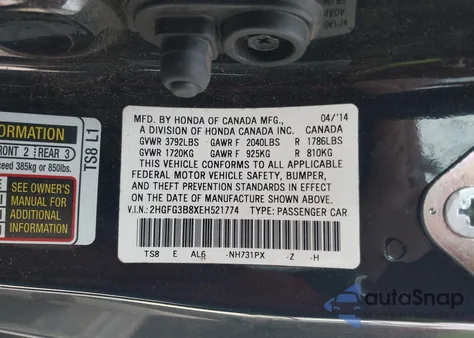 MFD. BY HONDA OF CANADA MFG., 04/'14
A DIVISION OF HONDA CANADA INC. CANADA
GVWR 3792LBS GAWR F 2040LBS R 1786LBS
GVWR 1720KG GAWR F 925KG R 810KG
THIS VEHICLE CONFORMS TO ALL APPLICABLE
FEDERAL MOTOR VEHICLE SAFETY, BUMPER,
AND THEFT PREVENTION STANDARDS IN EFFECT
ON THE DATE OF MANUFACTURE SHOWN ABOVE.
V.I.N.: 2HGFG3B8XEH521774 TYPE: PASSENGER CAR
TS8 E AL6 -NH731PX -Z -H
FRONT 2 REAR 3
exceed 385kg or 850lbs.
SEE OWNER'S
MANUAL FOR
ADDITIONAL
INFORMATION
TS8 L1
autoSnap